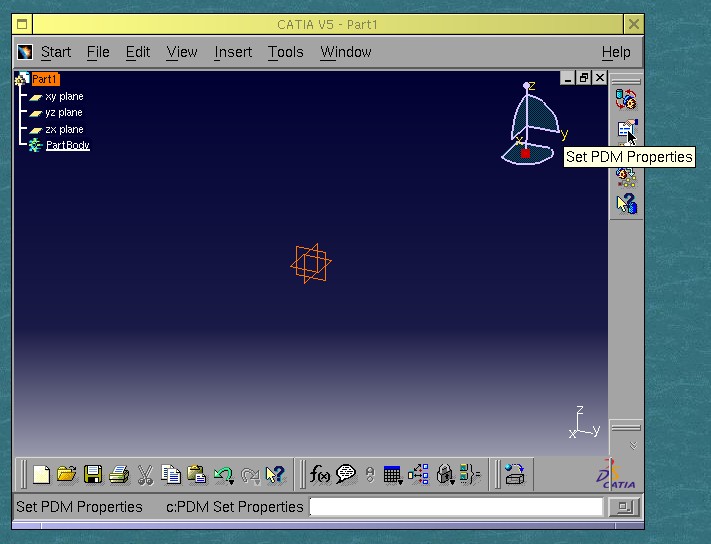 CATIA V5 - Part1
Start File Edit View Insert Tools Window Help
Part1
xy plane
yz plane
zx plane
PartBody
z
y
x
Set PDM Properties
z
x y
f(x)
CATIA
Set PDM Properties c:PDM Set Properties